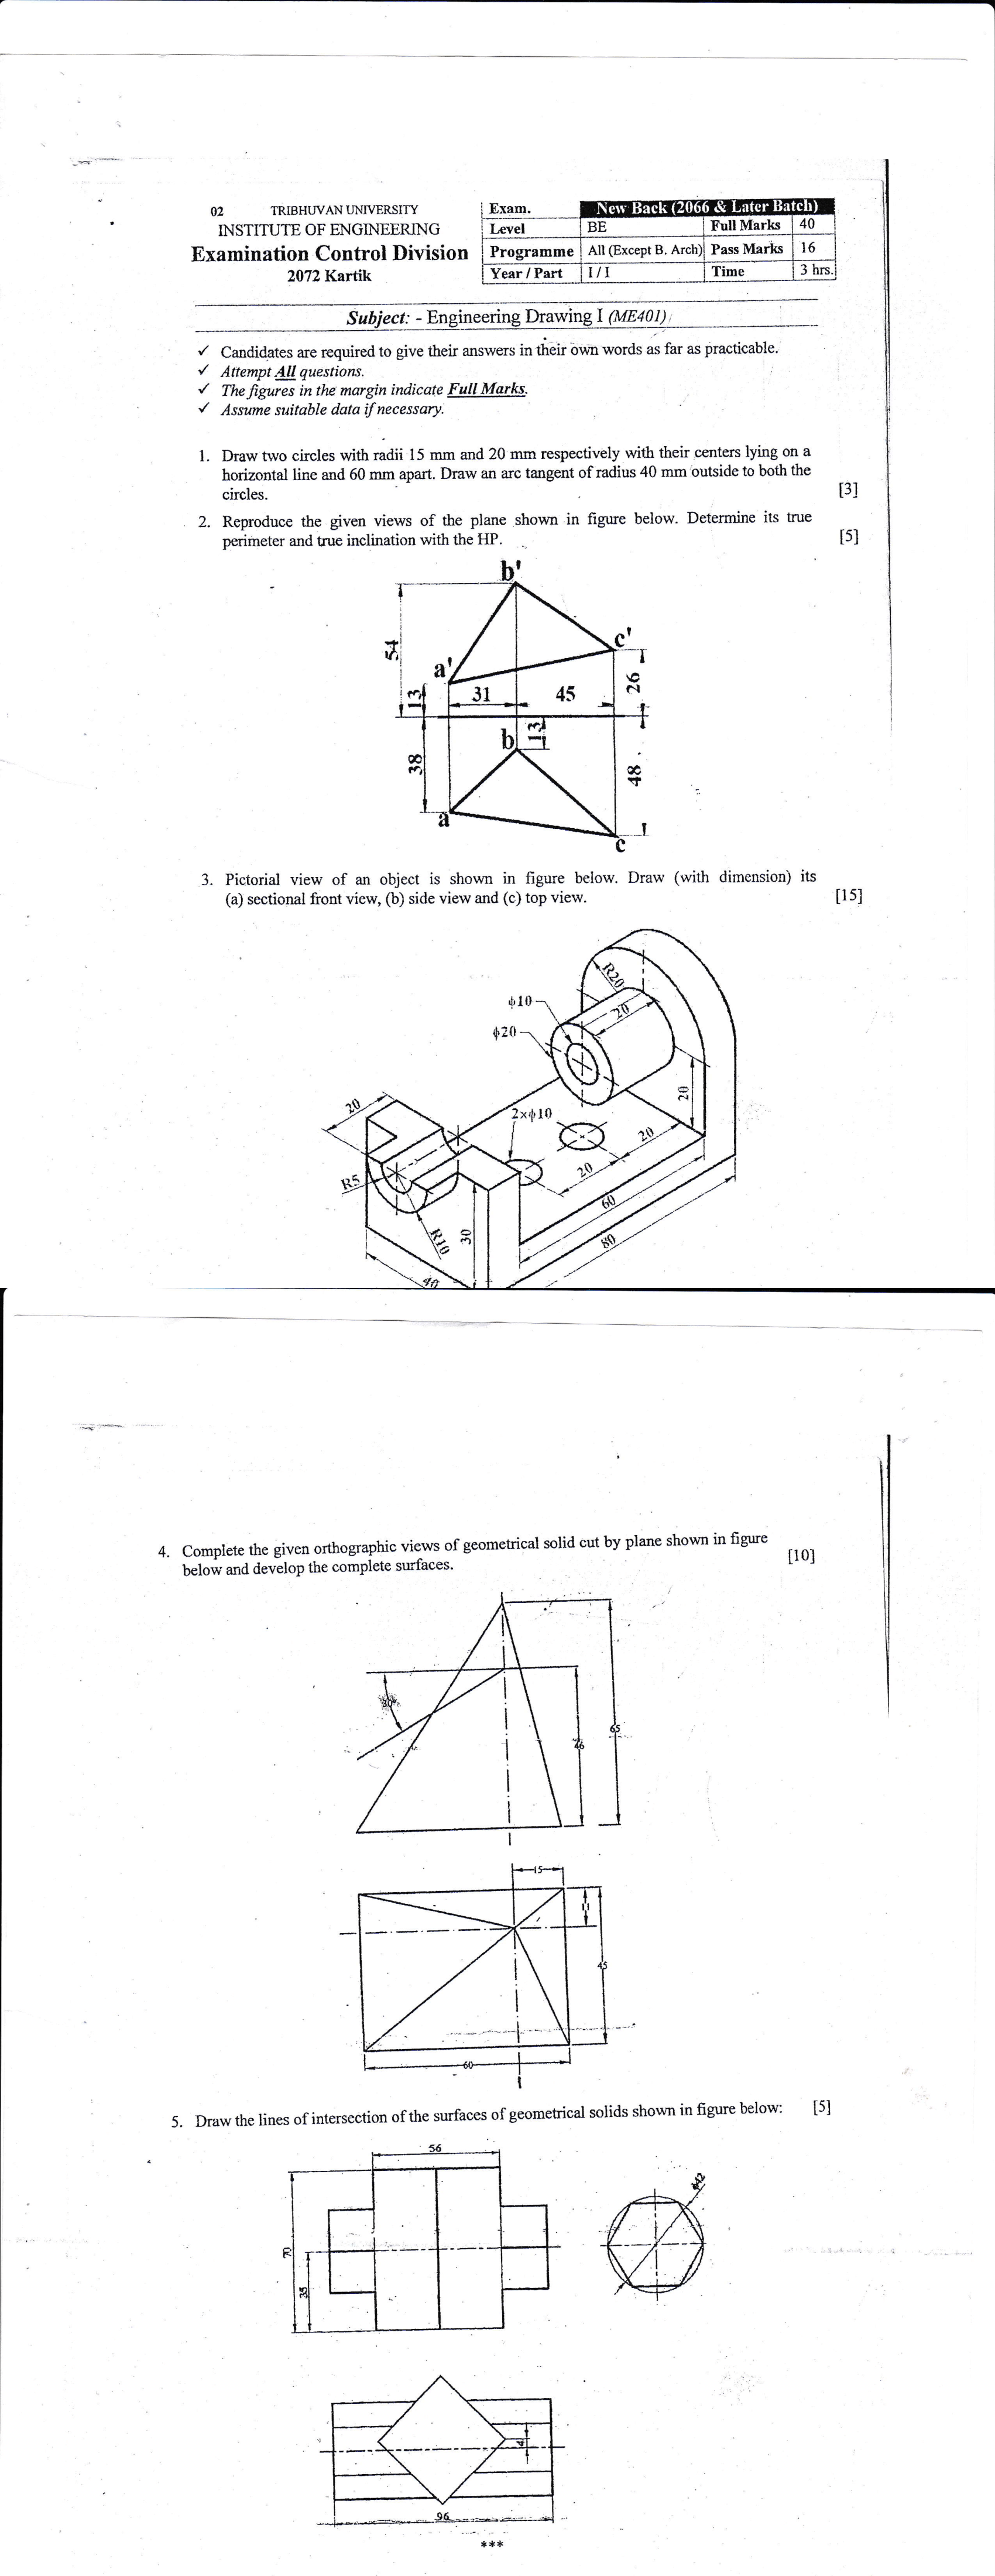 02 TRIBHUVAN UNIVERSITY
INSTITUTE OF ENGINEERING
Examination Control Division
2072 Kartik
Exam. New Back (2066 & Later Batch)
Level BE Full Marks 40
Programme All (Except B. Arch) Pass Marks 16
Year / Part I / I Time 3 hrs.
Subject: - Engineering Drawing I (ME401)
✓ Candidates are required to give their answers in their own words as far as practicable.
✓ Attempt All questions.
✓ The figures in the margin indicate Full Marks.
✓ Assume suitable data if necessary.
1. Draw two circles with radii 15 mm and 20 mm respectively with their centers lying on a
horizontal line and 60 mm apart. Draw an arc tangent of radius 40 mm outside to both the
circles. [3]
2. Reproduce the given views of the plane shown in figure below. Determine its true
perimeter and true inclination with the HP. [5]
b'
54
c'
a'
13
31
45
26
b
13
38
48
a
c
3. Pictorial view of an object is shown in figure below. Draw (with dimension) its
(a) sectional front view, (b) side view and (c) top view. [15]
R20
ϕ10
20
ϕ20
20
20
2xϕ10
20
20
R5
60
R10
30
80
40
4. Complete the given orthographic views of geometrical solid cut by plane shown in figure
below and develop the complete surfaces. [10]
30°
65
46
15
45
60
5. Draw the lines of intersection of the surfaces of geometrical solids shown in figure below: [5]
56
ϕ42
70
35
4
96
***